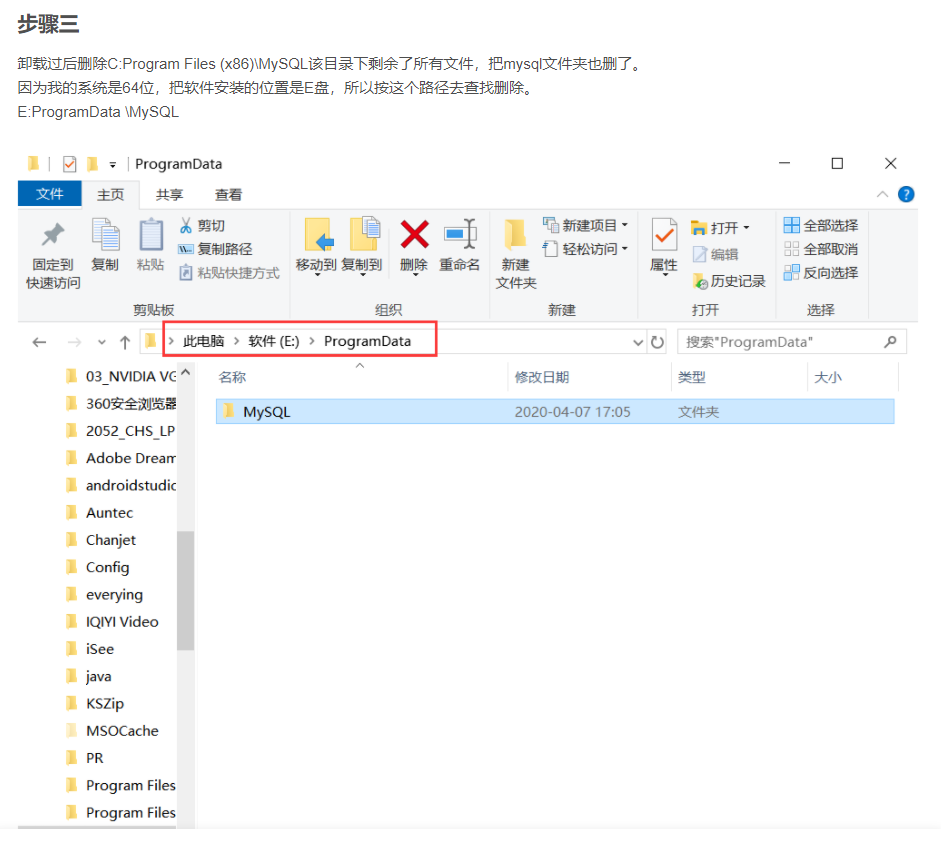 步骤三
卸载过后删除C:Program Files (x86)\MySQL该目录下剩余了所有文件，把mysql文件夹也删了。
因为我的系统是64位，把软件安装的位置是E盘，所以按这个路径去查找删除。
E:ProgramData \MySQL
ProgramData
文件 主页 共享 查看
固定到快速访问
复制
粘贴
剪切
复制路径
粘贴快捷方式
剪贴板
移动到 复制到 删除 重命名
组织
新建文件夹
新建项目
轻松访问
新建
属性
打开
编辑
历史记录
打开
全部选择
全部取消
反向选择
选择
此电脑 > 软件 (E:) > ProgramData
搜索"ProgramData"
名称 修改日期 类型 大小
MySQL 2020-04-07 17:05 文件夹
03_NVIDIA VG
360安全浏览器
2052_CHS_LP
Adobe Dream
androidstudic
Auntec
Chanjet
Config
everying
IQIYI Video
iSee
java
KSZip
MSOCache
PR
Program Files
Program Files